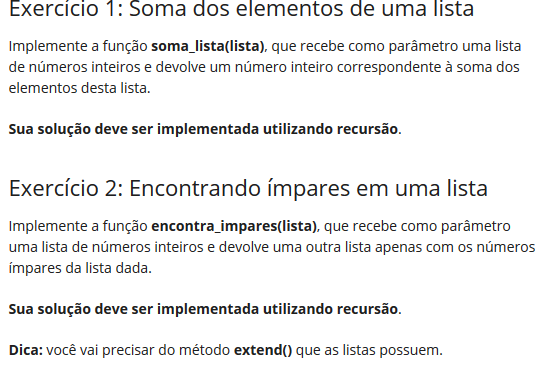 Exercício 1: Soma dos elementos de uma lista
Implemente a função soma_lista(lista), que recebe como parâmetro uma lista
de números inteiros e devolve um número inteiro correspondente à soma dos
elementos desta lista.
Sua solução deve ser implementada utilizando recursão.
Exercício 2: Encontrando ímpares em uma lista
Implemente a função encontra_impares(lista), que recebe como parâmetro
uma lista de números inteiros e devolve uma outra lista apenas com os números
ímpares da lista dada.
Sua solução deve ser implementada utilizando recursão.
Dica: você vai precisar do método extend() que as listas possuem.